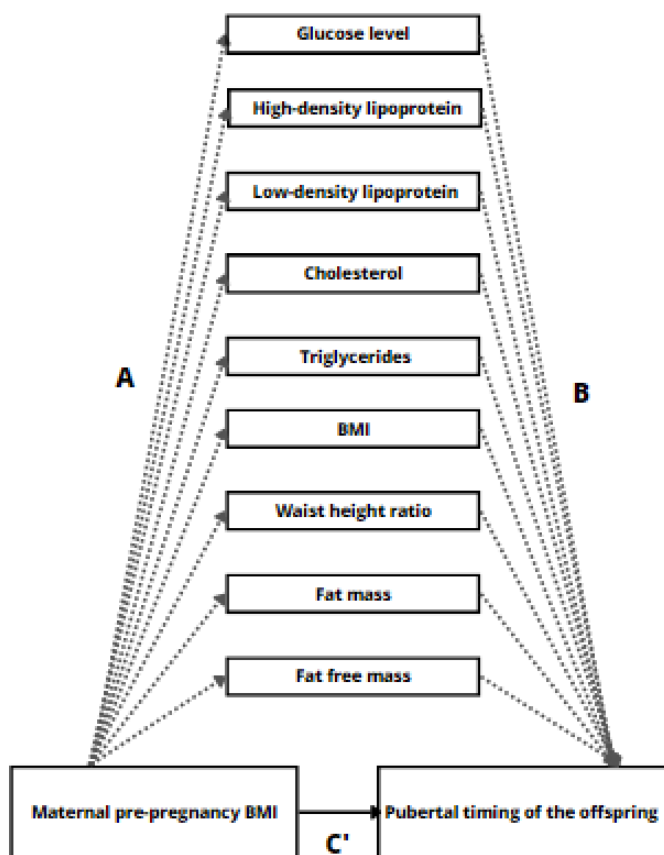 Glucose level
High-density lipoprotein
Low-density lipoprotein
Cholesterol
Triglycerides
A
B
BMI
Waist height ratio
Fat mass
Fat free mass
Maternal pre-pregnancy BMI
Pubertal timing of the offspring
C'